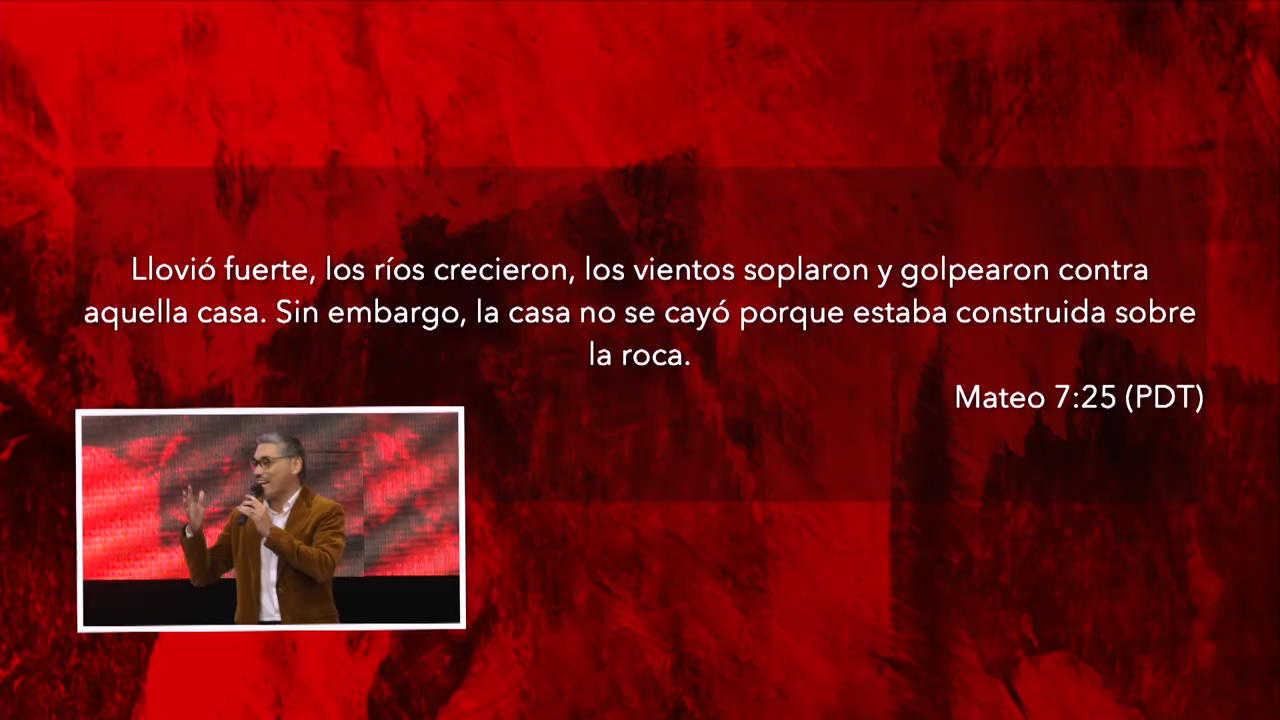 Llovió fuerte, los ríos crecieron, los vientos soplaron y golpearon contra
aquella casa. Sin embargo, la casa no se cayó porque estaba construida sobre
la roca.
Mateo 7:25 (PDT)